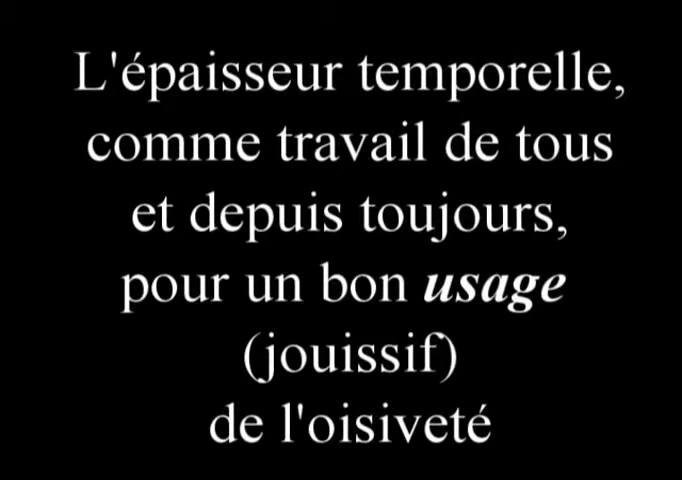 L'épaisseur temporelle,
comme travail de tous
et depuis toujours,
pour un bon usage
(jouissif)
de l'oisiveté